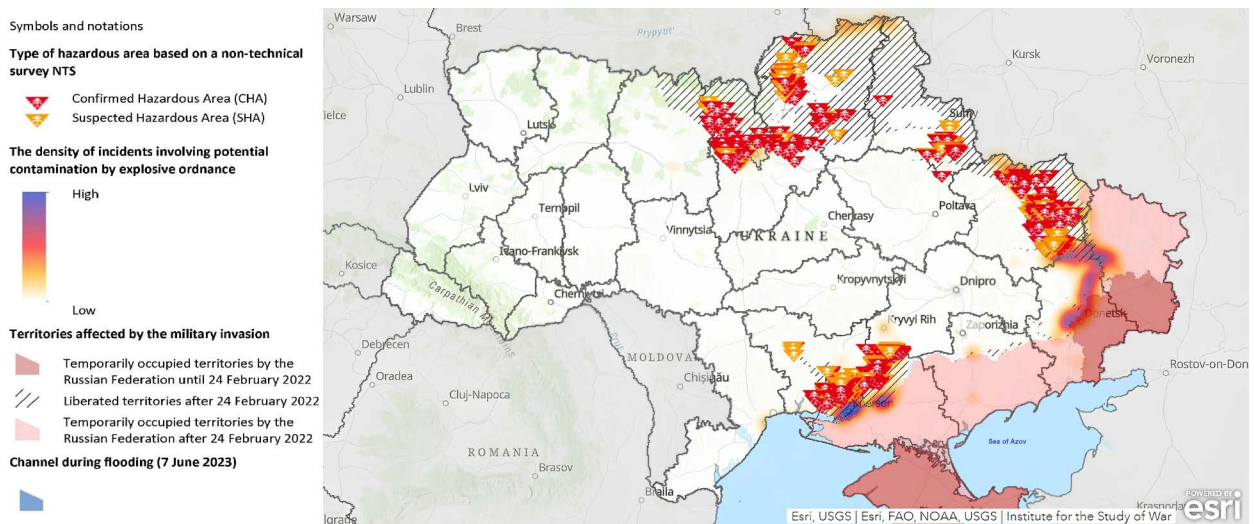 Symbols and notations
Type of hazardous area based on a non-technical
survey NTS
Confirmed Hazardous Area (CHA)
Suspected Hazardous Area (SHA)
The density of incidents involving potential
contamination by explosive ordnance
High
Low
Territories affected by the military invasion
Temporarily occupied territories by the
Russian Federation until 24 February 2022
Liberated territories after 24 February 2022
Temporarily occupied territories by the
Russian Federation after 24 February 2022
Channel during flooding (7 June 2023)
Warsaw
Brest
Prypyat'
Kursk
Voronezh
Lublin
ielce
Lutsk
Sumy
Lviv
Ternopil
Vinnytsia
Cherkasy
Poltava
UKRAINE
Ivano-Frankivsk
Kosice
Carpathian
Kropyvnytskyi
Dnipro
Kryvyi Rih
Donetsk
Zaporizhia
Debrecen
MOLDOVA
Prut
Oradea
Chișinău
Rostov-on-Don
Cluj-Napoca
Sea of Azov
ROMANIA
Brasov
Braila
lgrade
Krasnoda
Esri, USGS | Esri, FAO, NOAA, USGS | Institute for the Study of War
POWERED BY
esri